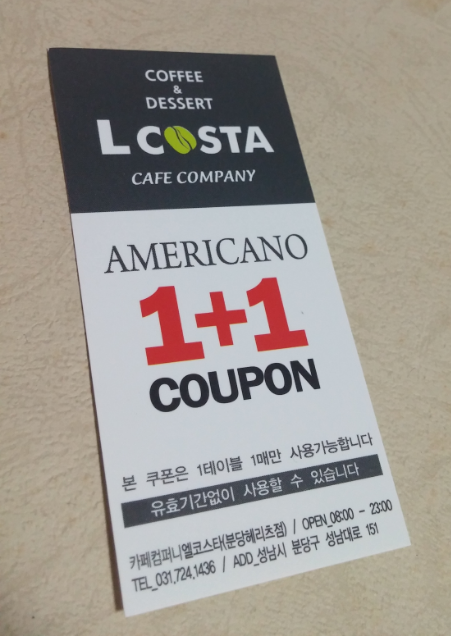 COFFEE
&
DESSERT
L COSTA
CAFE COMPANY
AMERICANO
1+1
COUPON
본 쿠폰은 1테이블 1매만 사용가능합니다
유효기간없이 사용할 수 있습니다
카페컴퍼니엘코스타(분당헤리츠점) / OPEN_08:00 - 23:00
TEL_031.724.1436 / ADD_성남시 분당구 성남대로 151